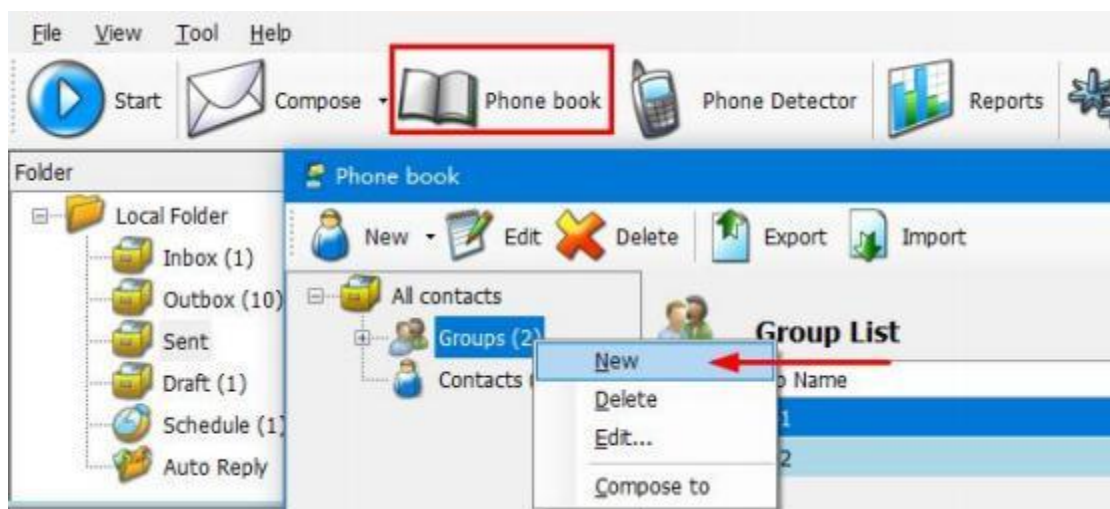 File View Tool Help
Start Compose Phone book Phone Detector Reports
Folder
Local Folder
Inbox (1)
Outbox (10)
Sent
Draft (1)
Schedule (1)
Auto Reply
Phone book
New Edit Delete Export Import
All contacts
Groups (2)
Contacts
New
Delete
Edit...
Compose to
Group List
Name
1
2